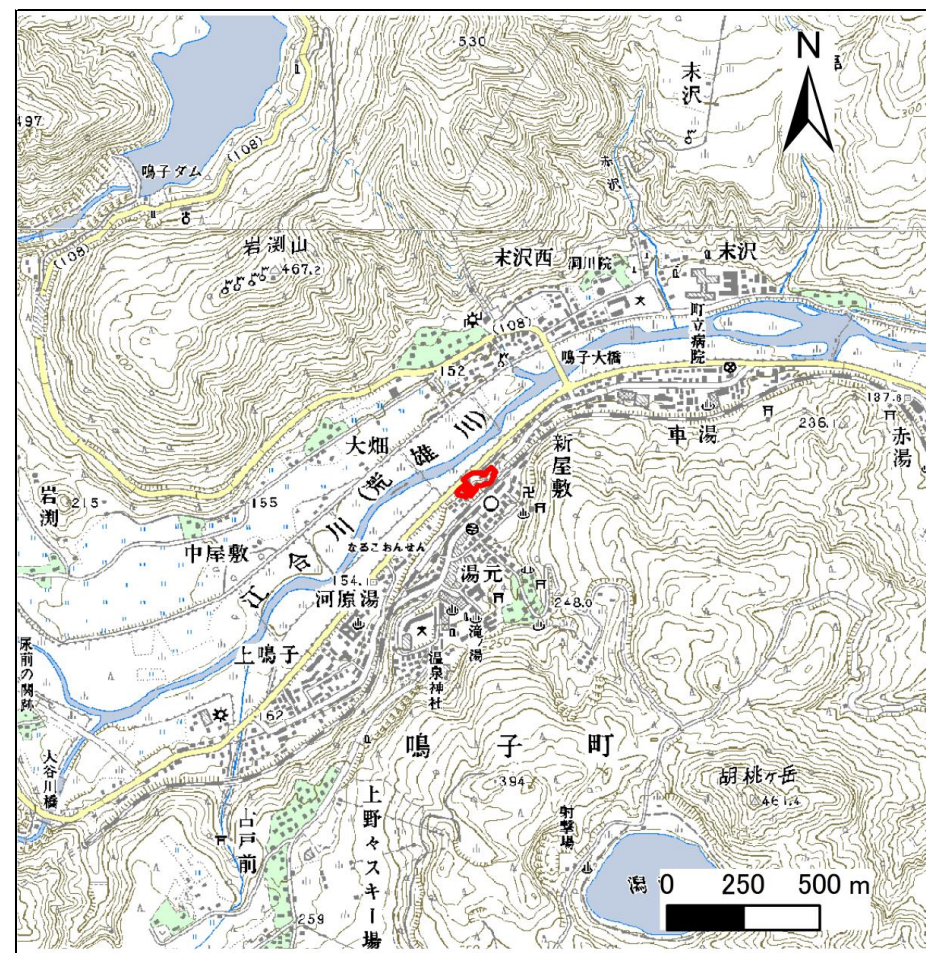 530
N
末沢
497
(108)
鳴子ダム
赤沢
(108)
岩渕山
467.2
末沢西
洞川院
末沢
町立病院
(108)
鳴子大橋
152
137.8
236.1
車湯
赤湯
大畑
新屋敷
岩渕
215
155
江合川(荒雄川)
中屋敷
なるこおんせん
湯元
154.1
河原湯
248.0
滝ノ湯
上鳴子
温泉神社
尿前の関跡
162
鳴子町
大谷川橋
胡桃ヶ岳
461.4
394
上野々スキー場
射撃場
古戸前
潟
0 250 500 m
259